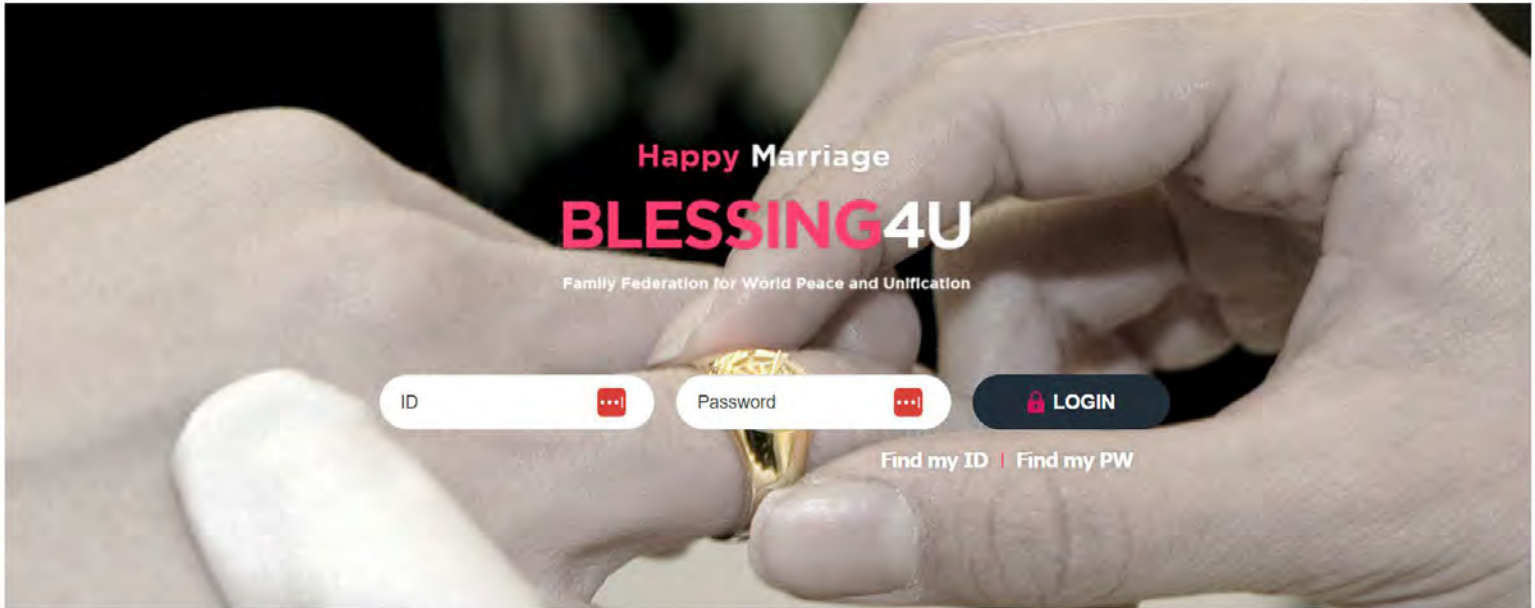 Happy Marriage
BLESSING4U
Family Federation for World Peace and Unification
ID
Password
LOGIN
Find my ID | Find my PW